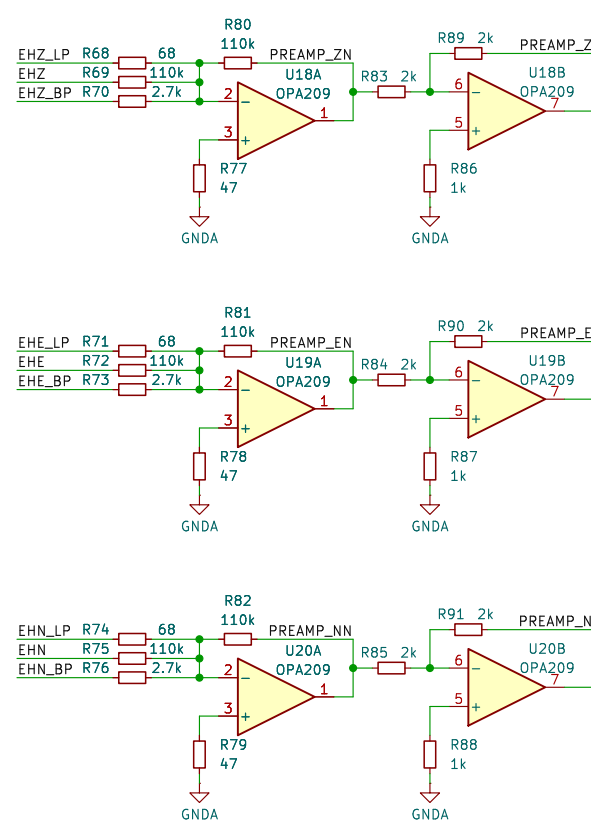 R80
110k
R89 2k
EHZ_LP R68 68
PREAMP_ZN
PREAMP_Z
EHZ R69 110k
U18A
OPA209
R83 2k
U18B
OPA209
EHZ_BP R70 2.7k
2
−
1
3
+
6
−
7
5
+
R77
47
R86
1k
GNDA
GNDA
R81
110k
R90 2k
EHE_LP R71 68
PREAMP_EN
PREAMP_E
EHE R72 110k
U19A
OPA209
R84 2k
U19B
OPA209
EHE_BP R73 2.7k
2
−
1
3
+
6
−
7
5
+
R78
47
R87
1k
GNDA
GNDA
R82
110k
R91 2k
EHN_LP R74 68
PREAMP_NN
PREAMP_N
EHN R75 110k
U20A
OPA209
R85 2k
U20B
OPA209
EHN_BP R76 2.7k
2
−
1
3
+
6
−
7
5
+
R79
47
R88
1k
GNDA
GNDA